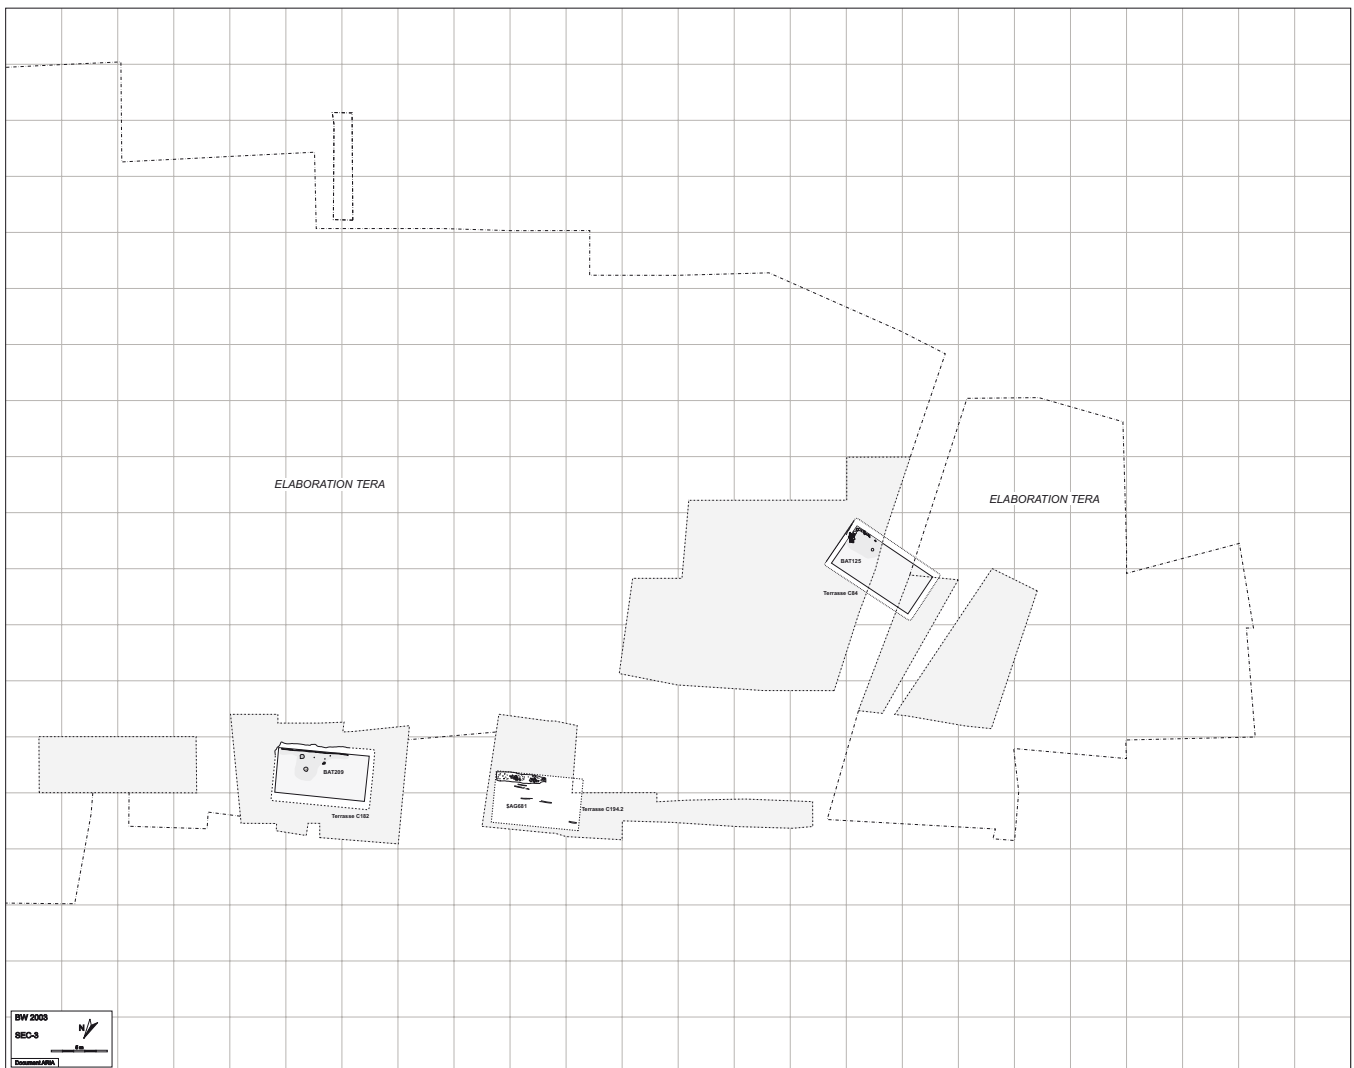 ELABORATION TERA
ELABORATION TERA
BAT125
Terrasse C84
BAT209
Terrasse C182
SAG681
Terrasse C194.2
BW 2003
SEC-3
N
5 m
Document ARIA